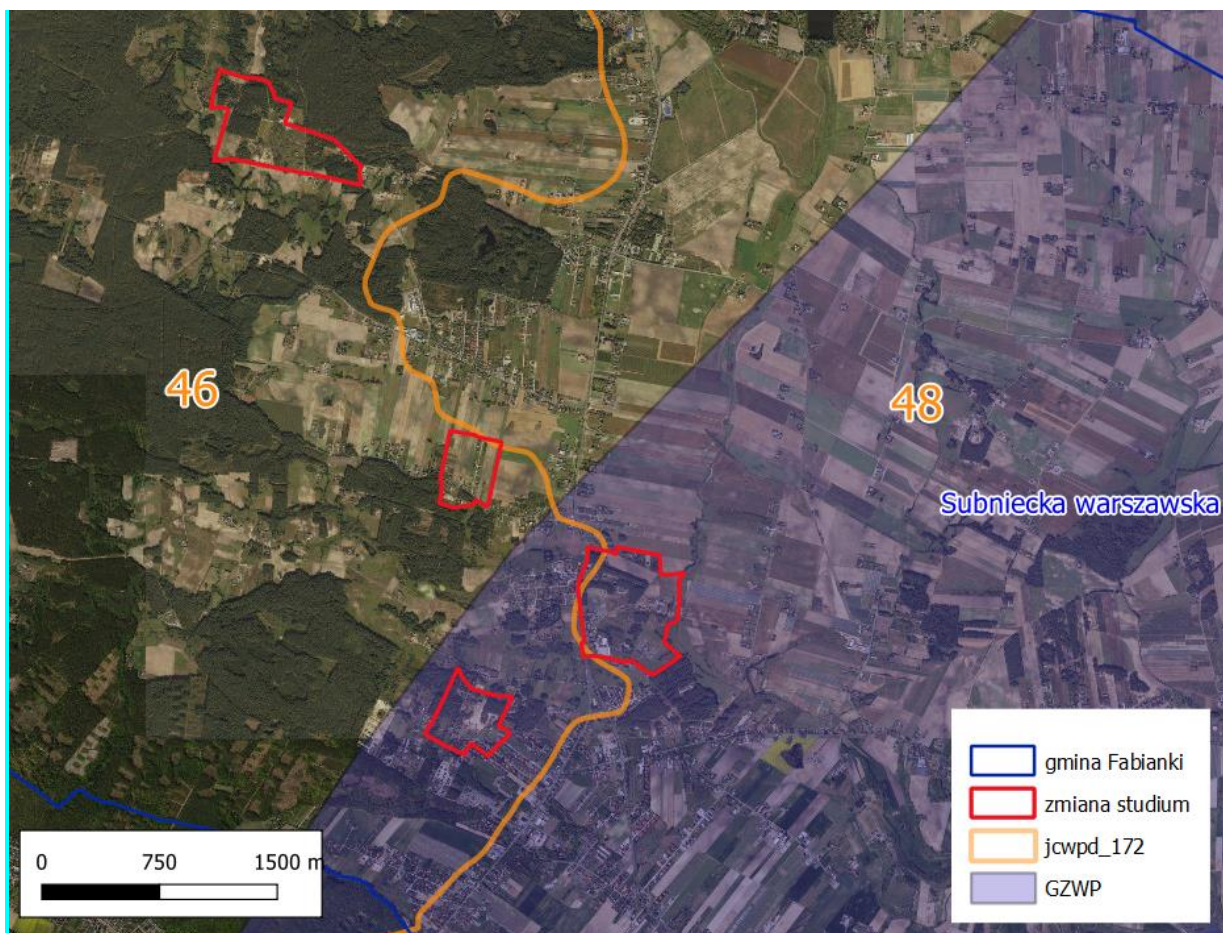 46
48
Subniecka warszawska
gmina Fabianki
zmiana studium
jcwpd_172
GZWP
0 750 1500 m